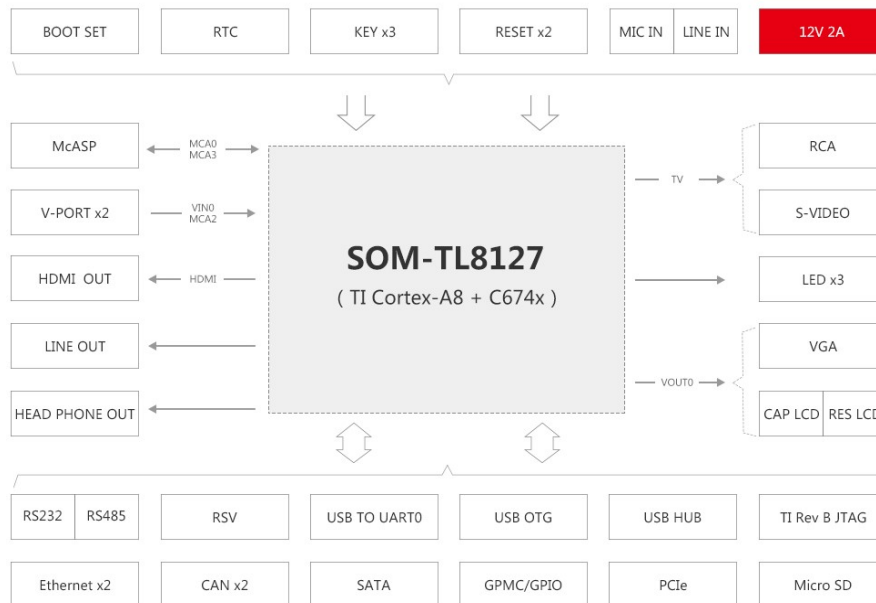 BOOT SET
RTC
KEY x3
RESET x2
MIC IN
LINE IN
12V 2A
McASP
MCA0
MCA3
TV
RCA
V-PORT x2
VIN0
MCA2
S-VIDEO
SOM-TL8127
( TI Cortex-A8 + C674x )
HDMI OUT
HDMI
LED x3
LINE OUT
VGA
HEAD PHONE OUT
VOUT0
CAP LCD
RES LCD
RS232
RS485
RSV
USB TO UART0
USB OTG
USB HUB
TI Rev B JTAG
Ethernet x2
CAN x2
SATA
GPMC/GPIO
PCIe
Micro SD